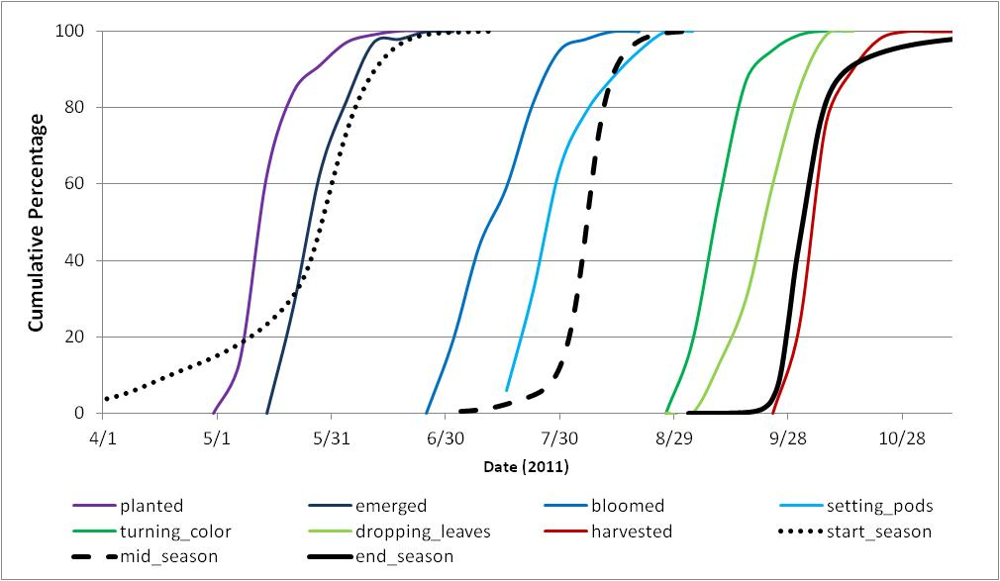 100
80
60
40
20
0
Cumulative Percentage
4/1 5/1 5/31 6/30 7/30 8/29 9/28 10/28
Date (2011)
planted emerged bloomed setting_pods
turning_color dropping_leaves harvested start_season
mid_season end_season